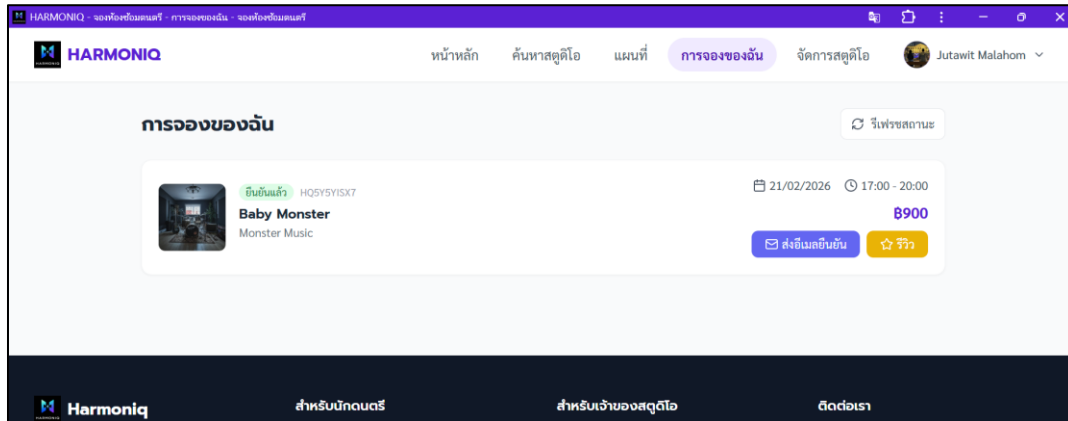 HARMONIQ - จองห้องซ้อมดนตรี - การจองของฉัน - จองห้องซ้อมดนตรี
HARMONIQ
หน้าหลัก ค้นหาสตูดิโอ แผนที่ การจองของฉัน จัดการสตูดิโอ Jutawit Malahom
การจองของฉัน
รีเฟรชสถานะ
ยืนยันแล้ว HQ5Y5YISX7
21/02/2026 17:00 - 20:00
Baby Monster
฿900
Monster Music
ส่งอีเมลยืนยัน รีวิว
Harmoniq
สำหรับนักดนตรี สำหรับเจ้าของสตูดิโอ ติดต่อเรา